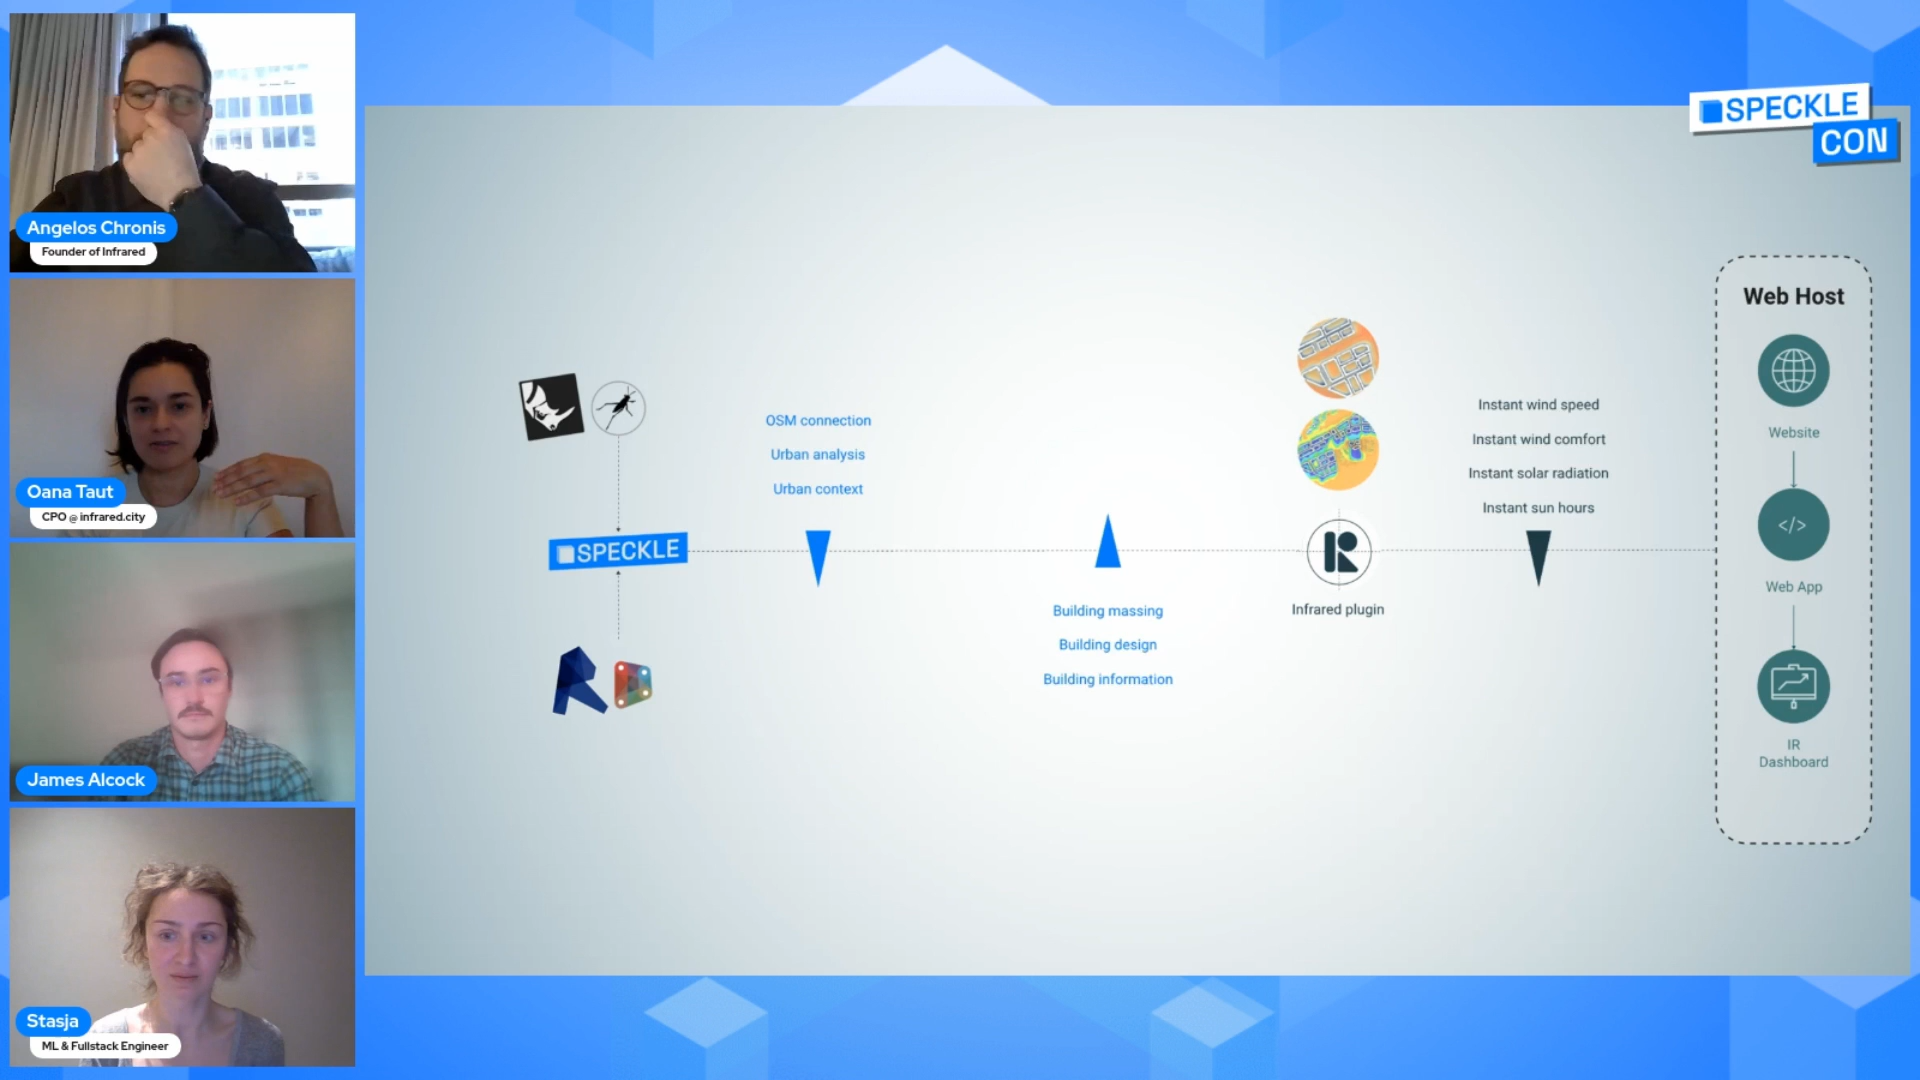 Angelos Chronis
Founder of Infrared
Oana Taut
CPO @ infrared.city
James Alcock
Stasja
ML & Fullstack Engineer
SPECKLE
CON
SPECKLE
OSM connection
Urban analysis
Urban context
Building massing
Building design
Building information
Infrared plugin
Instant wind speed
Instant wind comfort
Instant solar radiation
Instant sun hours
Web Host
Website
</>
Web App
IR
Dashboard